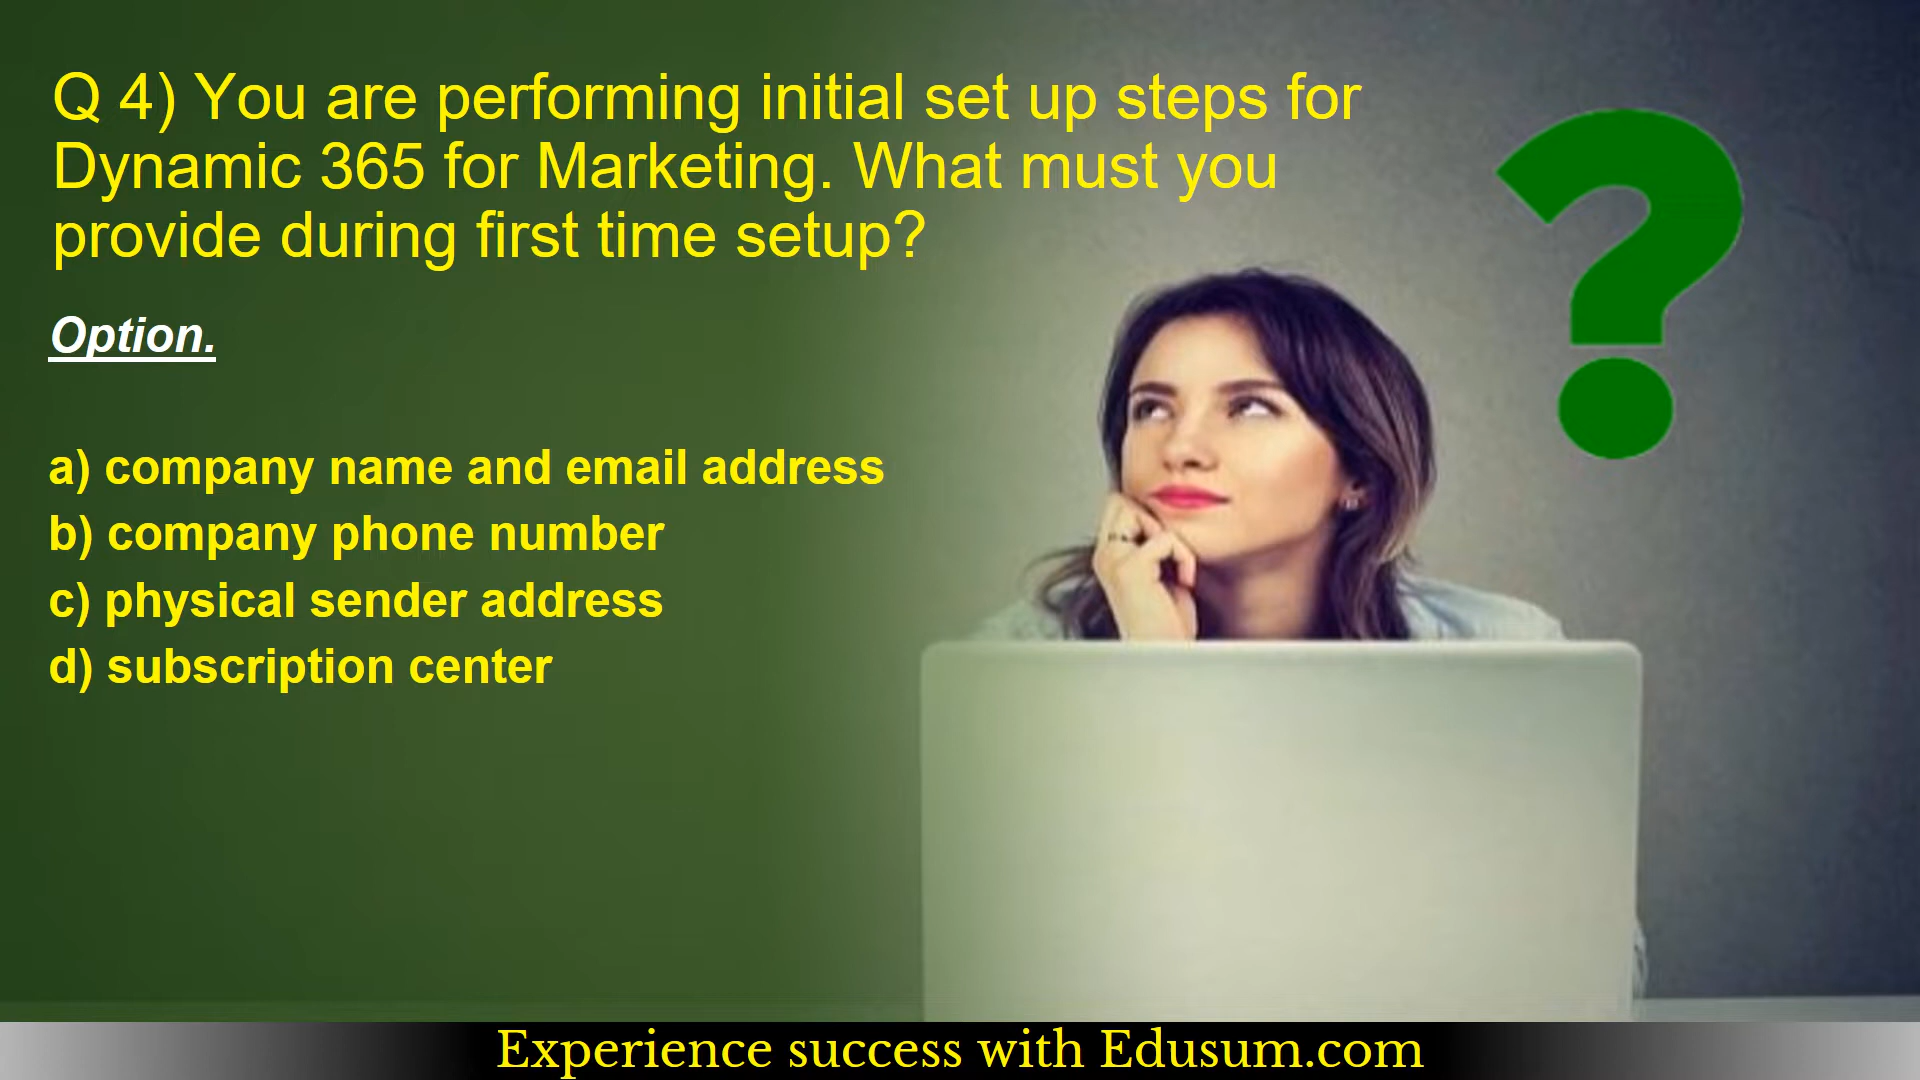 Q 4) You are performing initial set up steps for
Dynamic 365 for Marketing. What must you
provide during first time setup?
Option.
a) company name and email address
b) company phone number
c) physical sender address
d) subscription center
Experience success with Edusum.com